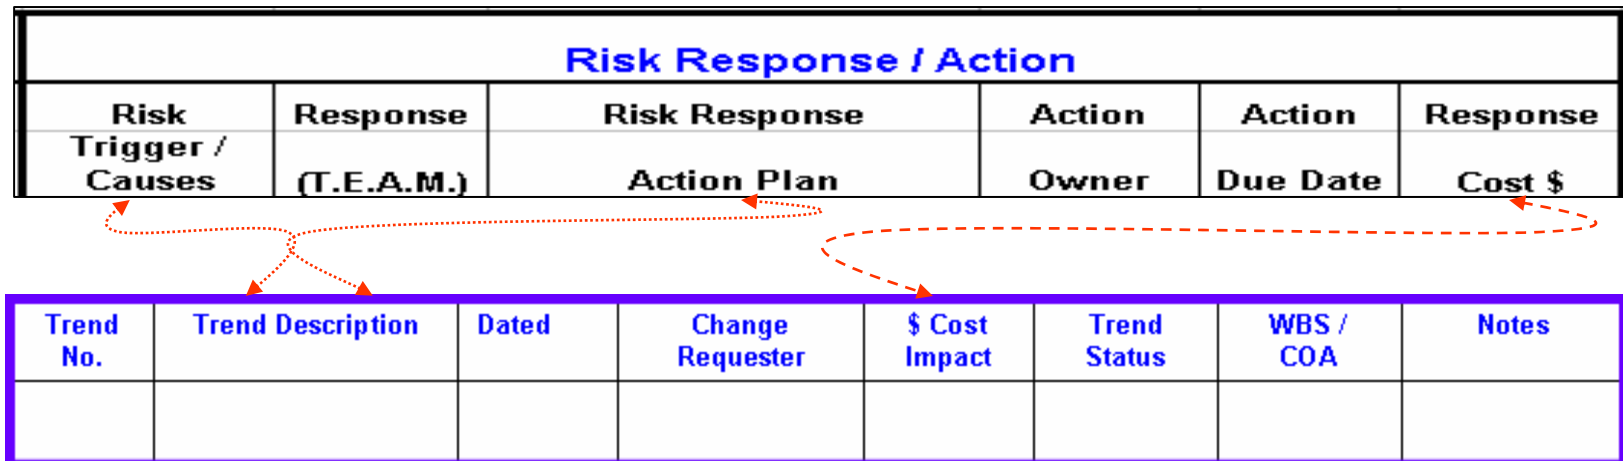 Risk Response / Action
Risk Response Risk Response Action Action Response
Trigger /
Causes (T.E.A.M.) Action Plan Owner Due Date Cost $
Trend Trend Description Dated Change $ Cost Trend WBS / Notes
No. Requester Impact Status COA